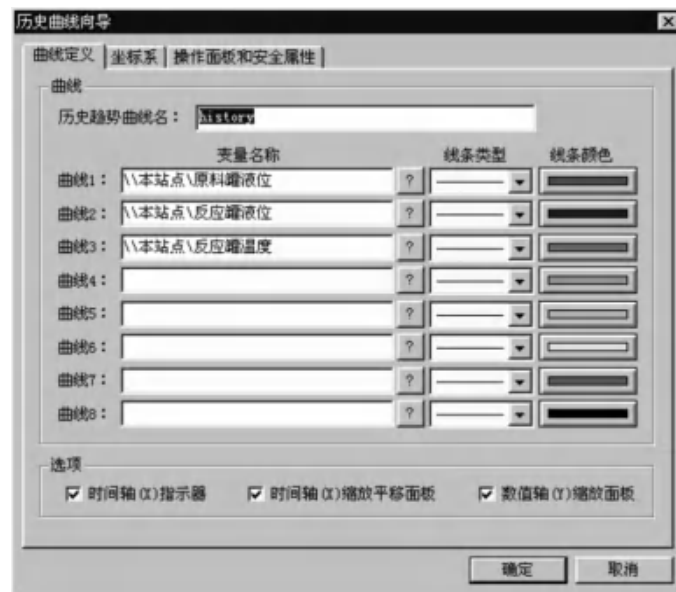 历史曲线向导
曲线定义 坐标系 操作面板和安全属性
曲线
历史趋势曲线名： history
变量名称 线条类型 线条颜色
曲线1： \\本站点\原料罐液位 ?
曲线2： \\本站点\反应罐液位 ?
曲线3： \\本站点\反应罐温度 ?
曲线4： ?
曲线5： ?
曲线6： ?
曲线7： ?
曲线8： ?
选项
时间轴(X)指示器 时间轴(X)缩放平移面板 数值轴(Y)缩放面板
确定 取消